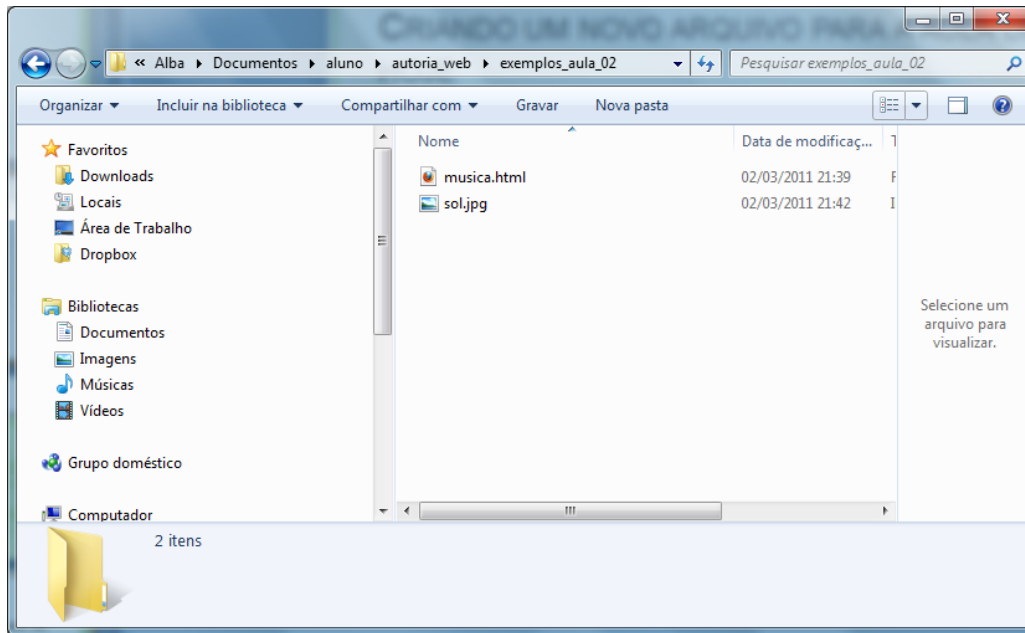 CRIANDO UM NOVO ARQUIVO PARA A
« Alba ▸ Documentos ▸ aluno ▸ autoria_web ▸ exemplos_aula_02
Pesquisar exemplos_aula_02
Organizar Incluir na biblioteca Compartilhar com Gravar Nova pasta
Nome Data de modificaç...
Favoritos
Downloads
Locais
Área de Trabalho
Dropbox
Bibliotecas
Documentos
Imagens
Músicas
Vídeos
Grupo doméstico
Computador
musica.html 02/03/2011 21:39
sol.jpg 02/03/2011 21:42
Selecione um
arquivo para
visualizar.
2 itens